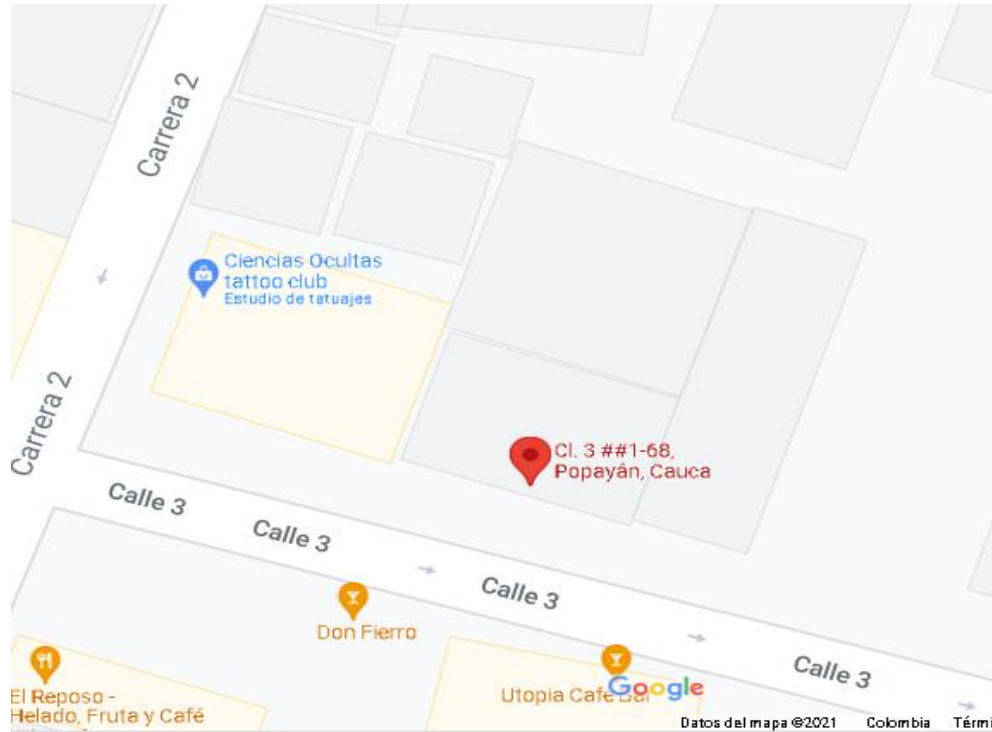 Carrera 2
Ciencias Ocultas
tattoo club
Estudio de tatuajes
Carrera 2
Cl. 3 ##1-68,
Popayán, Cauca
Calle 3
Calle 3
Calle 3
Don Fierro
Calle 3
El Reposo -
Helado, Fruta y Café
Utopia Cafe Bar
Google
Datos del mapa ©2021 Colombia Térmi